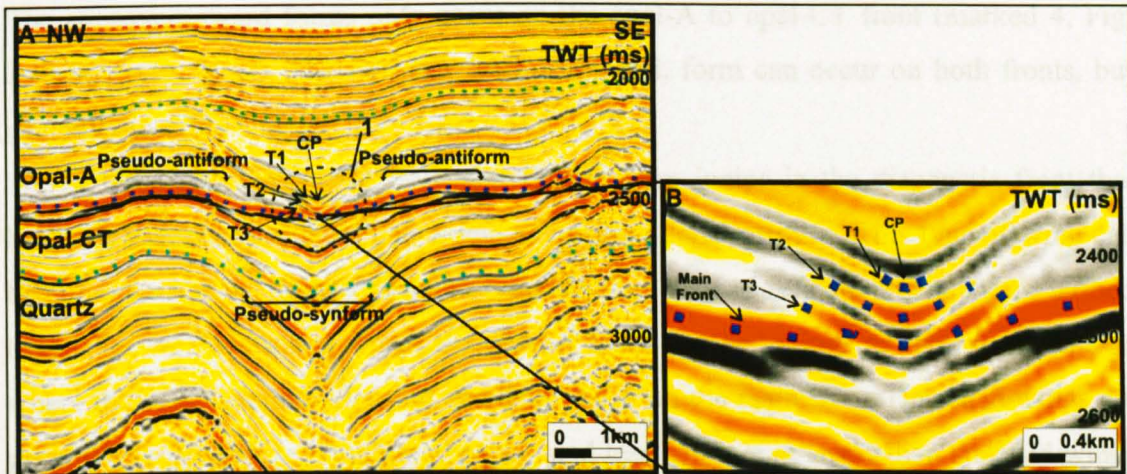 A NW
SE
TWT (ms)
2000
1
CP
T1
Pseudo-antiform
Pseudo-antiform
Opal-A
T2
2500
T3
Opal-CT
Quartz
Pseudo-synform
3000
0 1km
B
TWT (ms)
CP
T1
T2
2400
Main
Front
T3
2600
0 0.4km